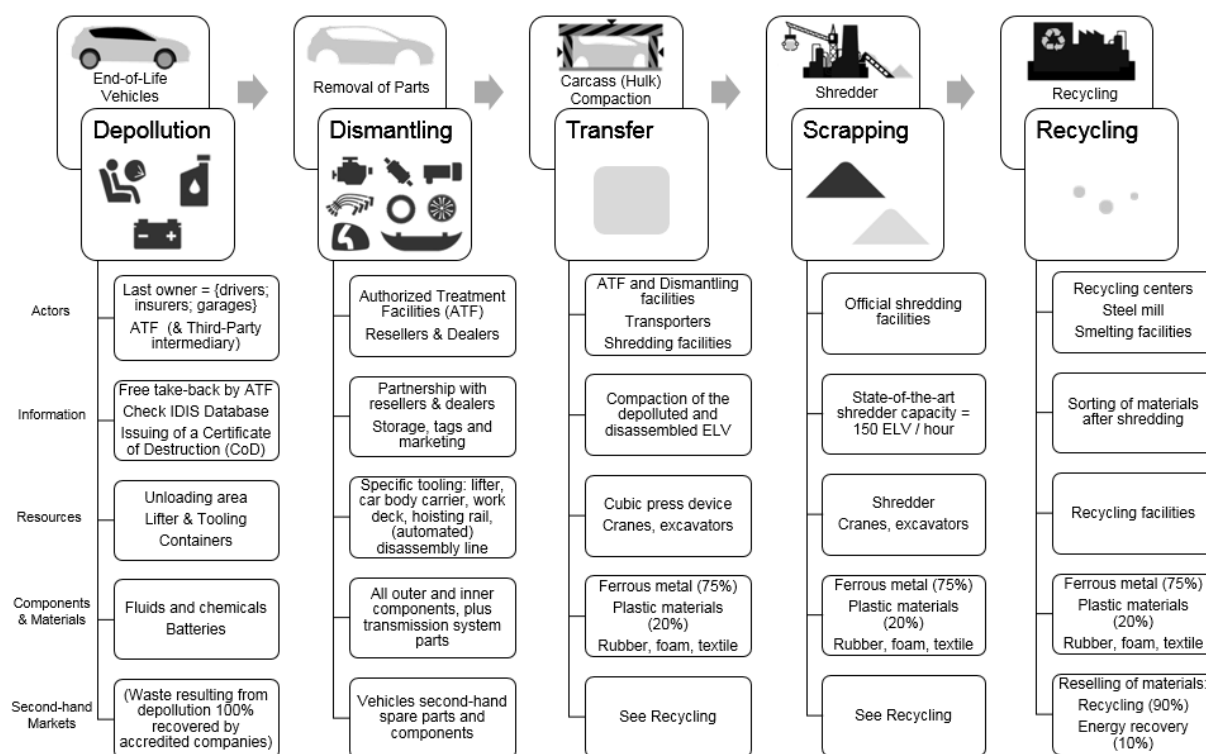 End-of-Life
Vehicles
Depollution
Removal of Parts
Dismantling
Carcass (Hulk)
Compaction
Transfer
Shredder
Scrapping
Recycling
Recycling
Actors
Last owner = {drivers;
insurers; garages}
ATF (& Third-Party
intermediary)
Authorized Treatment
Facilities (ATF)
Resellers & Dealers
ATF and Dismantling
facilities
Transporters
Shredding facilities
Official shredding
facilities
Recycling centers
Steel mill
Smelting facilities
Information
Free take-back by ATF
Check IDIS Database
Issuing of a Certificate
of Destruction (CoD)
Partnership with
resellers & dealers
Storage, tags and
marketing
Compaction of the
depolluted and
disassembled ELV
State-of-the-art
shredder capacity =
150 ELV / hour
Sorting of materials
after shredding
Resources
Unloading area
Lifter & Tooling
Containers
Specific tooling: lifter,
car body carrier, work
deck, hoisting rail,
(automated)
disassembly line
Cubic press device
Cranes, excavators
Shredder
Cranes, excavators
Recycling facilities
Components
& Materials
Fluids and chemicals
Batteries
All outer and inner
components, plus
transmission system
parts
Ferrous metal (75%)
Plastic materials
(20%)
Rubber, foam, textile
Ferrous metal (75%)
Plastic materials
(20%)
Rubber, foam, textile
Ferrous metal (75%)
Plastic materials
(20%)
Rubber, foam, textile
Second-hand
Markets
(Waste resulting from
depollution 100%
recovered by
accredited companies)
Vehicles second-hand
spare parts and
components
See Recycling
See Recycling
Reselling of materials:
Recycling (90%)
Energy recovery
(10%)